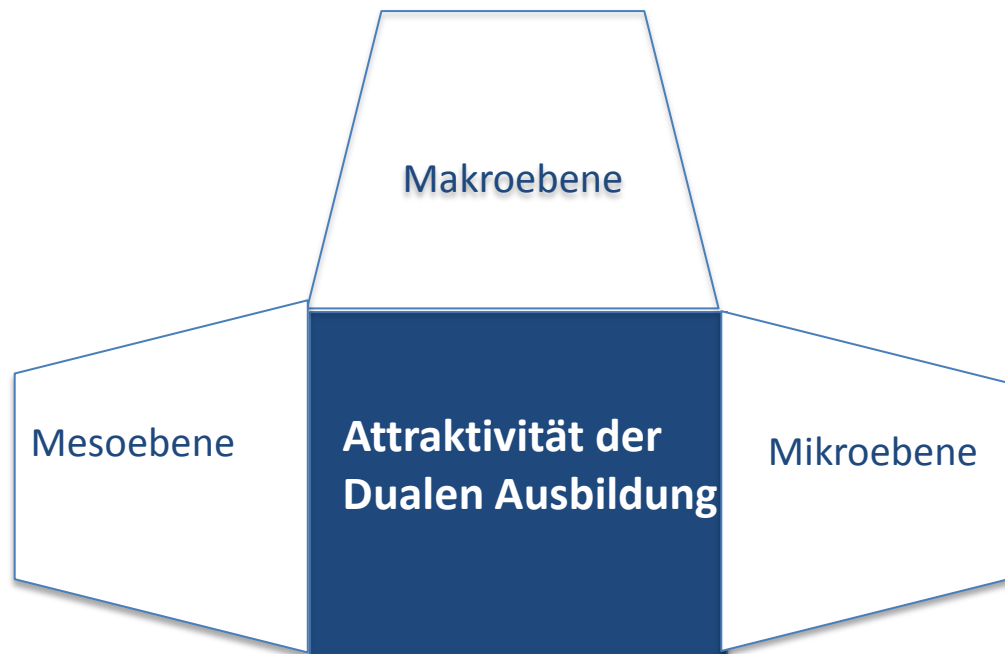 Makroebene
Mesoebene
Attraktivität der
Dualen Ausbildung
Mikroebene